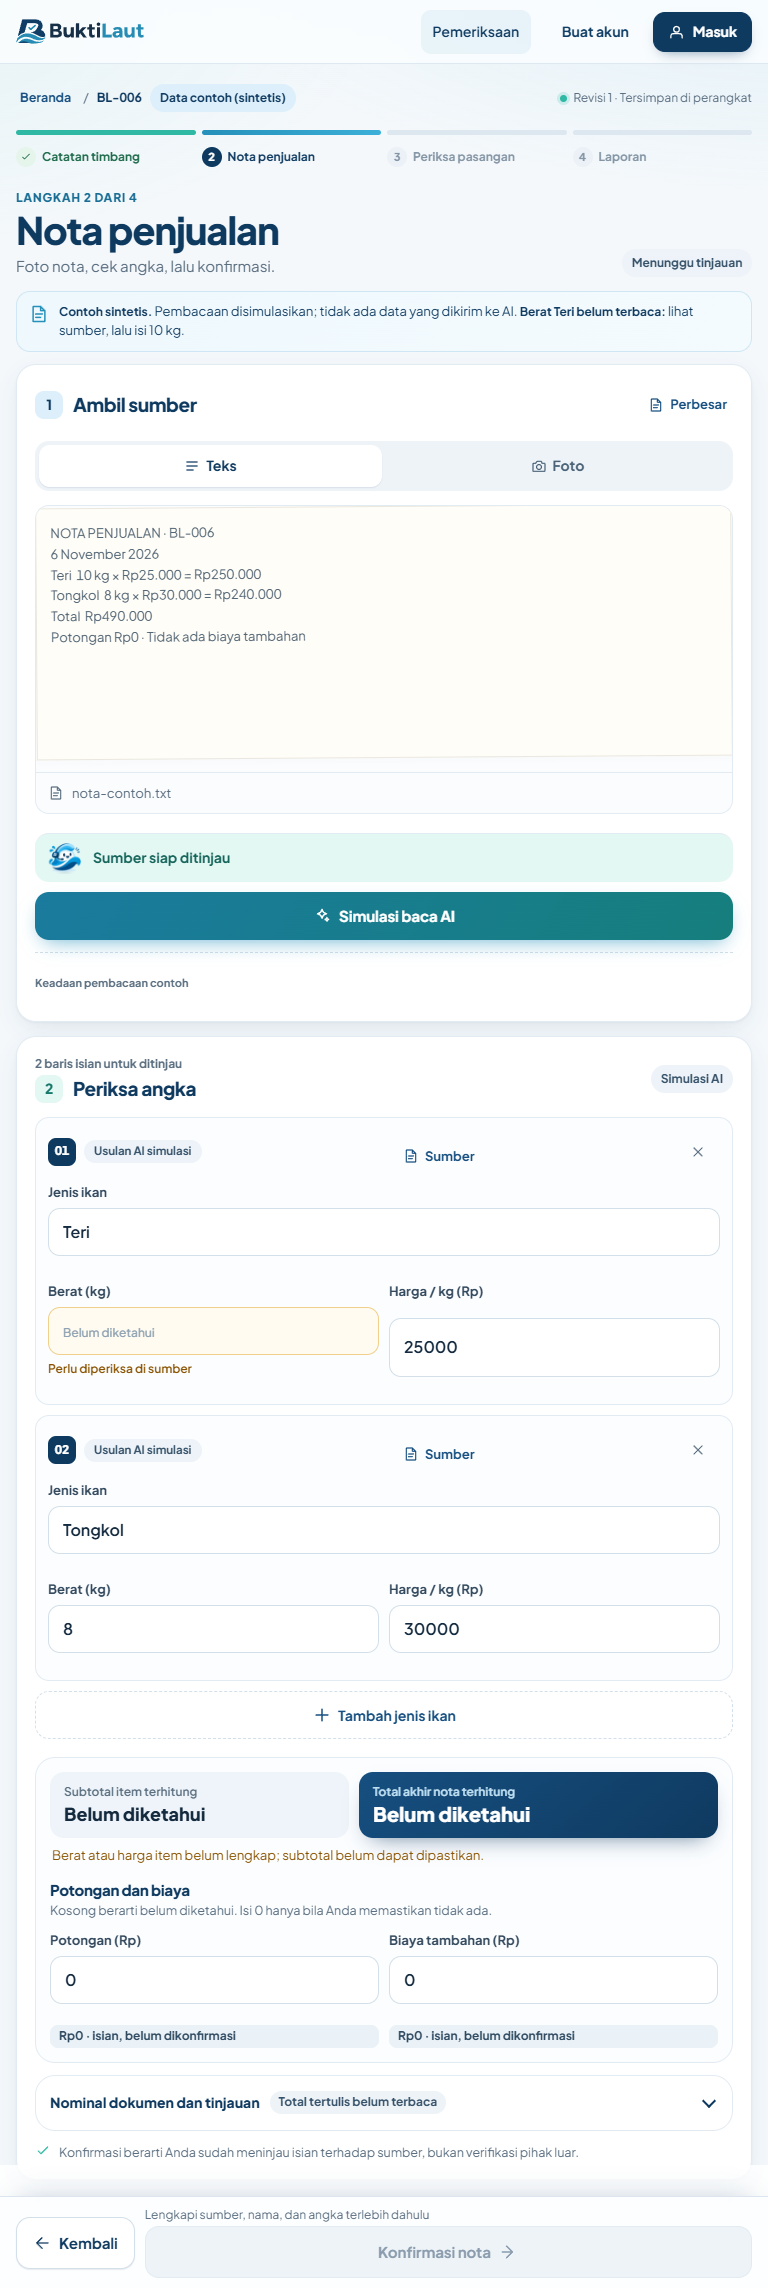 BuktiLaut
Pemeriksaan
Buat akun
Masuk
Beranda / BL-006 Data contoh (sintetis)
Revisi 1 · Tersimpan di perangkat
Catatan timbang
2 Nota penjualan
3 Periksa pasangan
4 Laporan
LANGKAH 2 DARI 4
Nota penjualan
Foto nota, cek angka, lalu konfirmasi.
Menunggu tinjauan
Contoh sintetis. Pembacaan disimulasikan; tidak ada data yang dikirim ke AI. Berat Teri belum terbaca: lihat
sumber, lalu isi 10 kg.
1 Ambil sumber
Perbesar
Teks
Foto
NOTA PENJUALAN · BL-006
6 November 2026
Teri 10 kg × Rp25.000 = Rp250.000
Tongkol 8 kg × Rp30.000 = Rp240.000
Total Rp490.000
Potongan Rp0 · Tidak ada biaya tambahan
nota-contoh.txt
Sumber siap ditinjau
Simulasi baca AI
Keadaan pembacaan contoh
2 baris isian untuk ditinjau
2 Periksa angka
Simulasi AI
01 Usulan AI simulasi
Sumber
Jenis ikan
Teri
Berat (kg)
Harga / kg (Rp)
Belum diketahui
25000
Perlu diperiksa di sumber
02 Usulan AI simulasi
Sumber
Jenis ikan
Tongkol
Berat (kg)
Harga / kg (Rp)
8
30000
Tambah jenis ikan
Subtotal item terhitung
Belum diketahui
Total akhir nota terhitung
Belum diketahui
Berat atau harga item belum lengkap; subtotal belum dapat dipastikan.
Potongan dan biaya
Kosong berarti belum diketahui. Isi 0 hanya bila Anda memastikan tidak ada.
Potongan (Rp)
Biaya tambahan (Rp)
0
0
Rp0 · isian, belum dikonfirmasi
Rp0 · isian, belum dikonfirmasi
Nominal dokumen dan tinjauan
Total tertulis belum terbaca
Konfirmasi berarti Anda sudah meninjau isian terhadap sumber, bukan verifikasi pihak luar.
Kembali
Lengkapi sumber, nama, dan angka terlebih dahulu
Konfirmasi nota